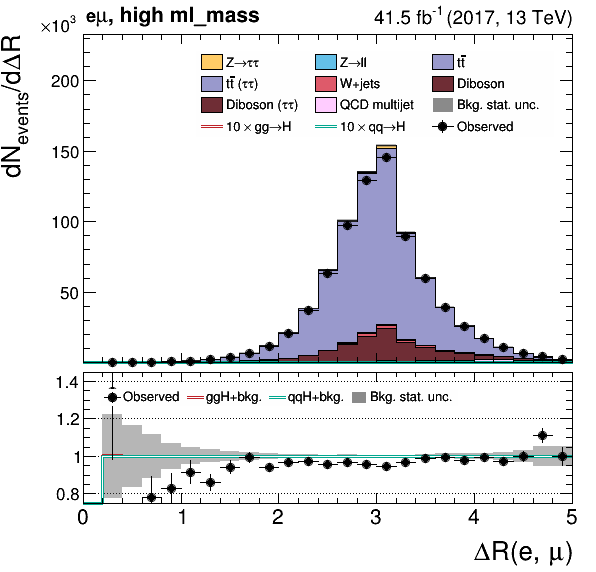 ×10³ eμ, high ml_mass 41.5 fb⁻¹ (2017, 13 TeV)
dN_events/dΔR
Z→ττ Z→ll tt̄
tt̄ (ττ) W+jets Diboson
Diboson (ττ) QCD multijet Bkg. stat. unc.
10 × gg→H 10 × qq→H Observed
200
150
100
50
1.4
Observed ggH+bkg. qqH+bkg. Bkg. stat. unc.
1.2
1
0.8
0 1 2 3 4 5
ΔR(e, μ)